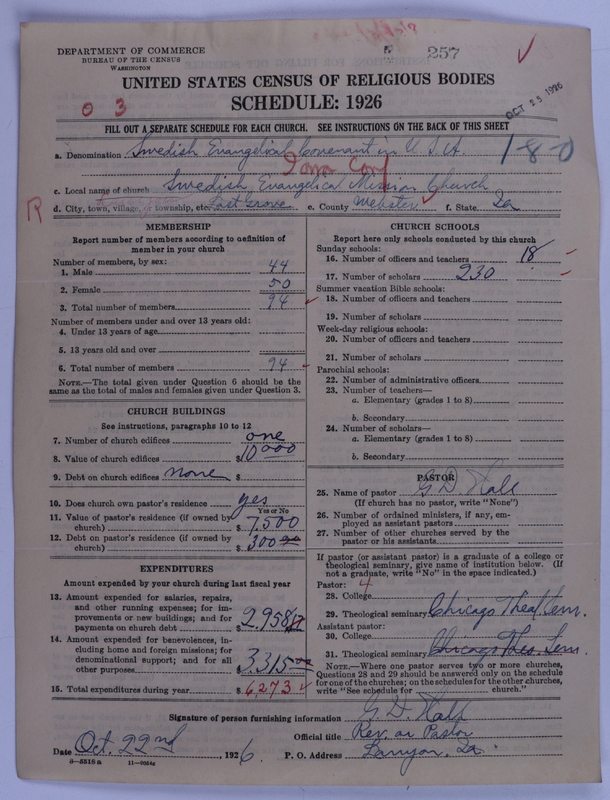 DEPARTMENT OF COMMERCE
BUREAU OF THE CENSUS
WASHINGTON
257
UNITED STATES CENSUS OF RELIGIOUS BODIES
SCHEDULE: 1926
0 3
OCT 25 1926
FILL OUT A SEPARATE SCHEDULE FOR EACH CHURCH. SEE INSTRUCTIONS ON THE BACK OF THIS SHEET
a. Denomination Swedish Evangelical Covenant in U.S.A. 180
Iowa Conf
c. Local name of church Swedish, Evangelical Mission Church
R d. City, town, village, or township, etc. Lost Grove e. County Webster f. State Ia
MEMBERSHIP
Report number of members according to definition of member in your church
Number of members, by sex:
1. Male 44
2. Female 50
3. Total number of members 94
Number of members under and over 13 years old:
4. Under 13 years of age
5. 13 years old and over
6. Total number of members 94
NOTE.—The total given under Question 6 should be the same as the total of males and females given under Question 3.
CHURCH BUILDINGS
See instructions, paragraphs 10 to 12
7. Number of church edifices one
8. Value of church edifices $10000
9. Debt on church edifices none $
10. Does church own pastor's residence yes
Yes or No
11. Value of pastor's residence (if owned by church) $7500
12. Debt on pastor's residence (if owned by church) $300 00
EXPENDITURES
Amount expended by your church during last fiscal year
13. Amount expended for salaries, repairs, and other running expenses; for improvements or new buildings; and for payments on church debt $2,958
14. Amount expended for benevolences, including home and foreign missions; for denominational support; and for all other purposes $3315 00
15. Total expenditures during year $6,273
CHURCH SCHOOLS
Report here only schools conducted by this church
Sunday schools:
16. Number of officers and teachers 18
17. Number of scholars 230
Summer vacation Bible schools:
18. Number of officers and teachers
19. Number of scholars
Week-day religious schools:
20. Number of officers and teachers
21. Number of scholars
Parochial schools:
22. Number of administrative officers
23. Number of teachers—
a. Elementary (grades 1 to 8)
b. Secondary
24. Number of scholars—
a. Elementary (grades 1 to 8)
b. Secondary
PASTOR
25. Name of pastor G. D. Hall
(If church has no pastor, write "None")
26. Number of ordained ministers, if any, employed as assistant pastors
27. Number of other churches served by the pastor or his assistants
If pastor (or assistant pastor) is a graduate of a college or theological seminary, give name of institution below. (If not a graduate, write "No" in the space indicated.)
Pastor: 4
28. College
29. Theological seminary Chicago Theal Sem.
Assistant pastor:
30. College
31. Theological seminary Chicago Theo. Sem.
NOTE.—Where one pastor serves two or more churches, Questions 28 and 29 should be answered only on the schedule for one of the churches; on the schedules for the other churches, write "See schedule for church."
Signature of person furnishing information G. D. Hall
Official title Rev. or Pastor
Date Oct. 22nd, 1926. P. O. Address Lanyon, Ia.
8—5518 a 11—9054a